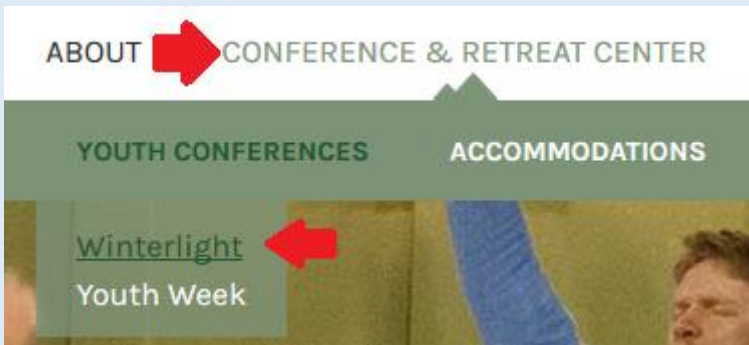 ABOUT CONFERENCE & RETREAT CENTER
YOUTH CONFERENCES ACCOMMODATIONS
Winterlight
Youth Week